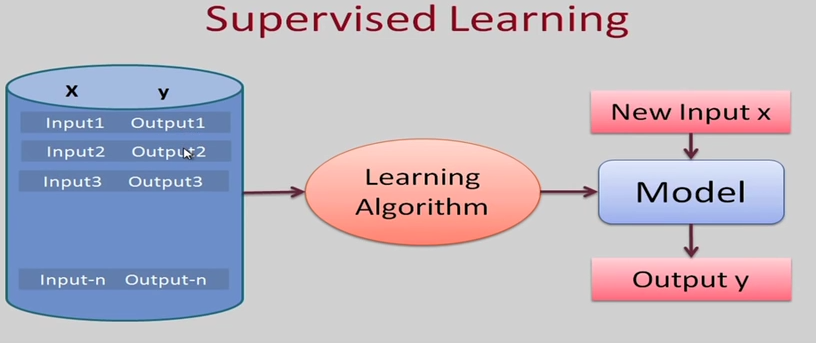 Supervised Learning
X y
Input1 Output1
Input2 Output2
Input3 Output3
Input-n Output-n
Learning
Algorithm
New Input x
Model
Output y